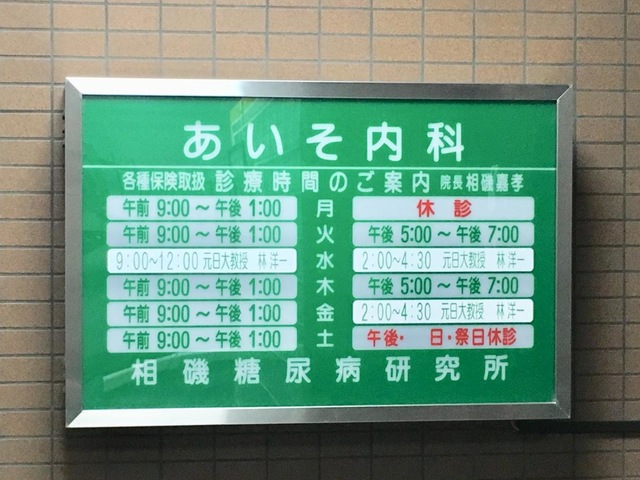 あいそ内科
各種保険取扱 診療時間のご案内 院長 相磯嘉孝
午前 9:00～午後 1:00 月 休診
午前 9:00～午後 1:00 火 午後 5:00～午後 7:00
9:00～12:00 元日大教授 林 洋一 水 2:00～4:30 元日大教授 林 洋一
午前 9:00～午後 1:00 木 午後 5:00～午後 7:00
午前 9:00～午後 1:00 金 2:00～4:30 元日大教授 林 洋一
午前 9:00～午後 1:00 土 午後・ 日・祭日休診
相磯糖尿病研究所